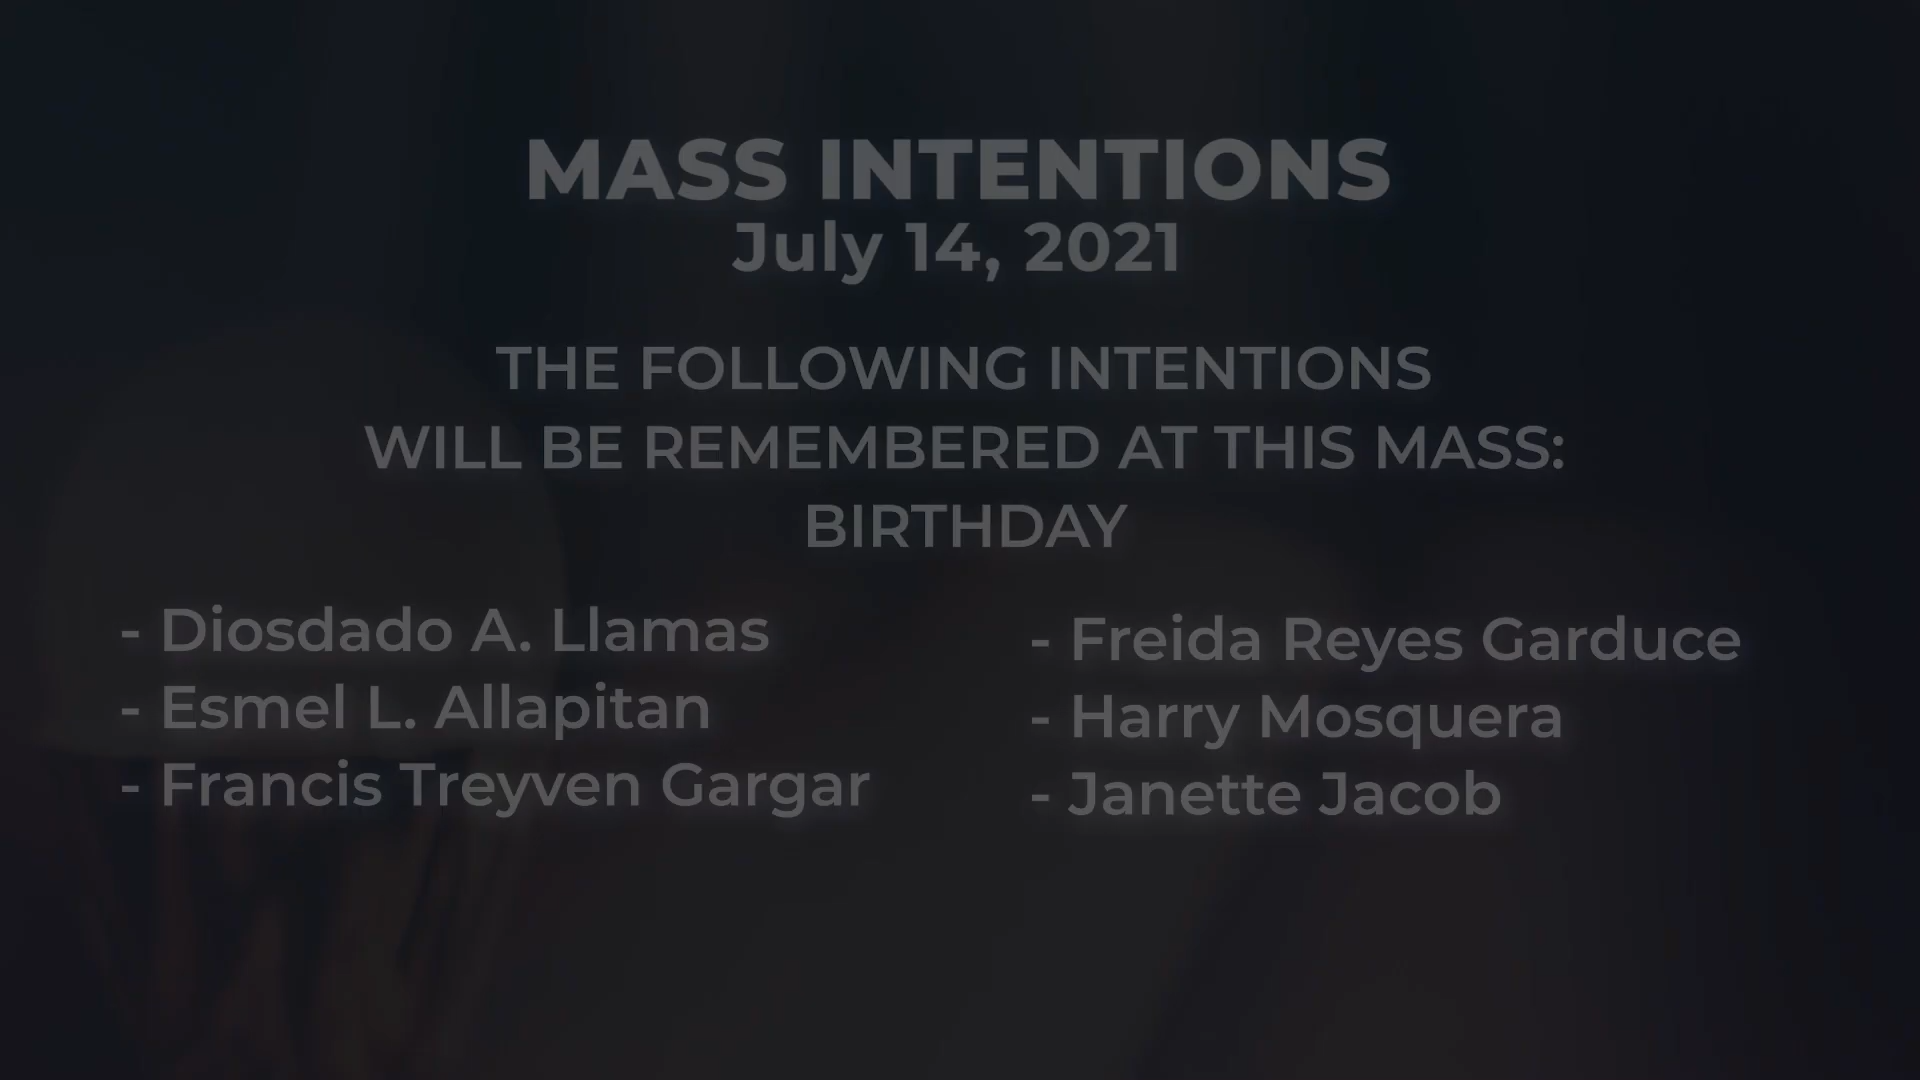 MASS INTENTIONS
July 14, 2021
THE FOLLOWING INTENTIONS
WILL BE REMEMBERED AT THIS MASS:
BIRTHDAY
- Diosdado A. Llamas
- Esmel L. Allapitan
- Francis Treyven Gargar
- Freida Reyes Garduce
- Harry Mosquera
- Janette Jacob